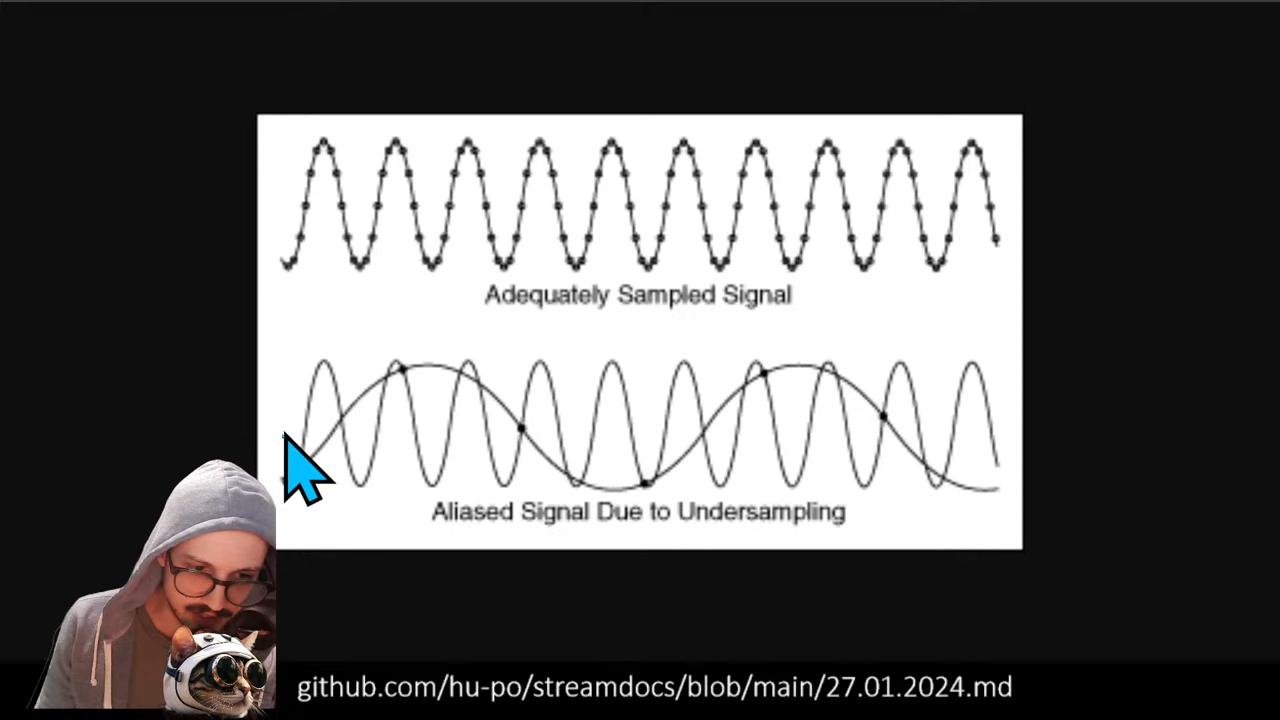 Adequately Sampled Signal
Aliased Signal Due to Undersampling
github.com/hu-po/streamdocs/blob/main/27.01.2024.md